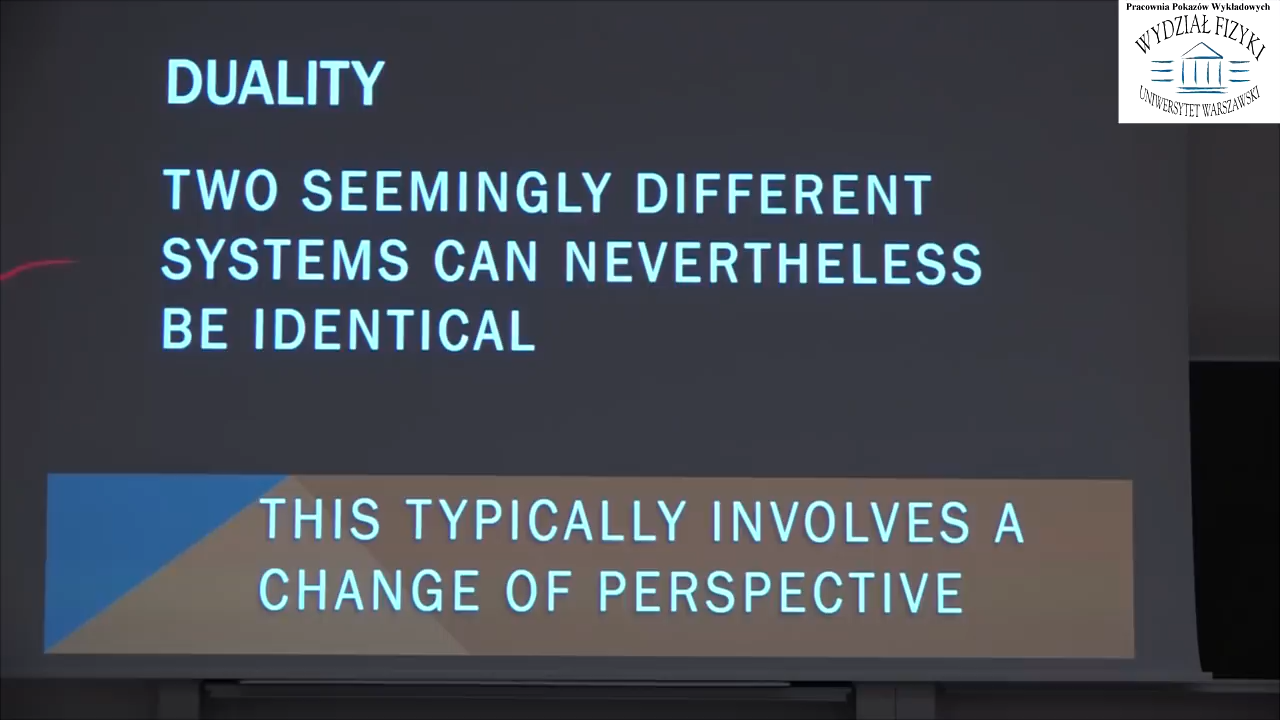 Pracownia Pokazów Wykładowych
WYDZIAŁ FIZYKI
UNIWERSYTET WARSZAWSKI
DUALITY
TWO SEEMINGLY DIFFERENT
SYSTEMS CAN NEVERTHELESS
BE IDENTICAL
THIS TYPICALLY INVOLVES A
CHANGE OF PERSPECTIVE